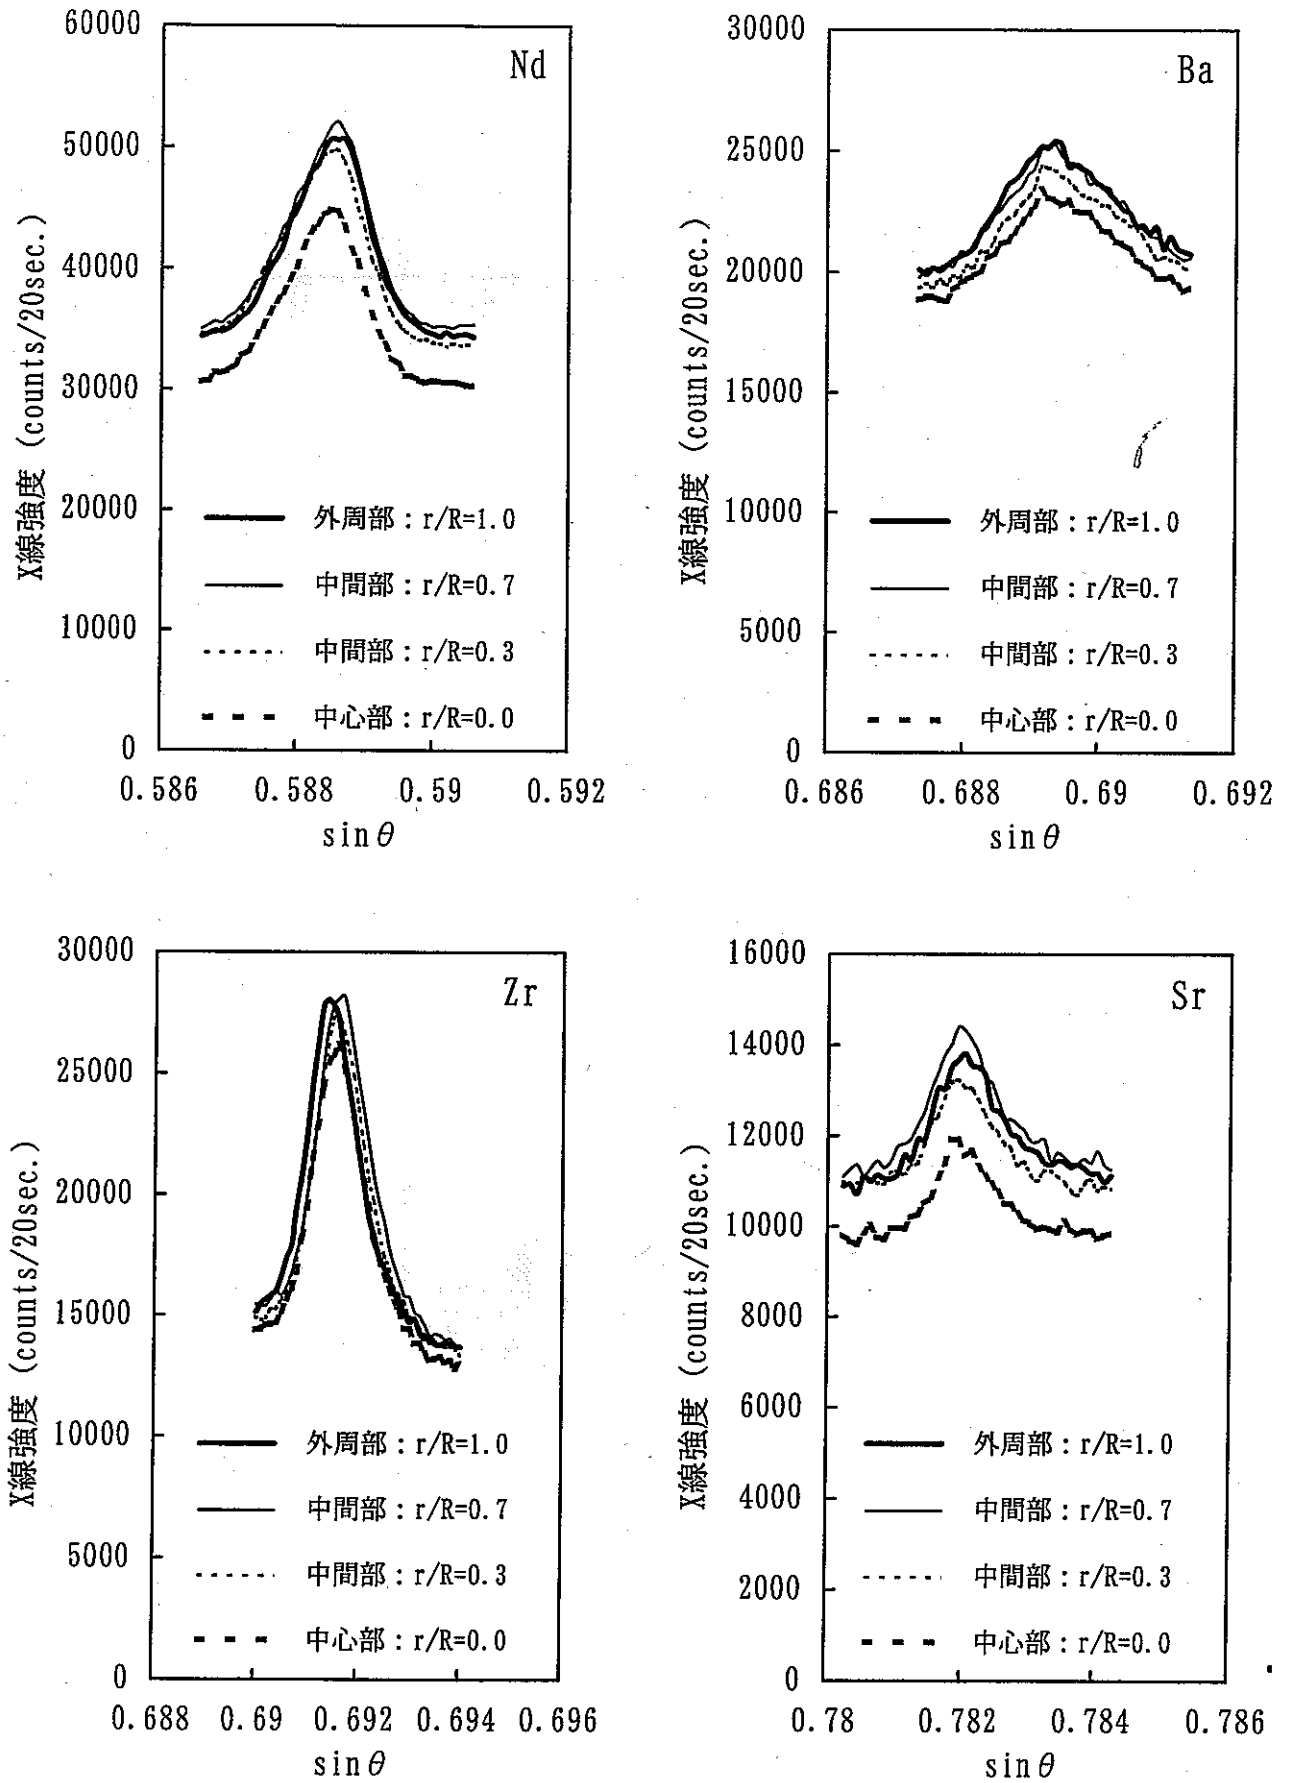 Nd
X線強度 (counts/20sec.)
60000
50000
40000
30000
20000
10000
0
外周部：r/R=1.0
中間部：r/R=0.7
中間部：r/R=0.3
中心部：r/R=0.0
0.586 0.588 0.59 0.592
sinθ
Ba
X線強度 (counts/20sec.)
30000
25000
20000
15000
10000
5000
0
外周部：r/R=1.0
中間部：r/R=0.7
中間部：r/R=0.3
中心部：r/R=0.0
0.686 0.688 0.69 0.692
sinθ
Zr
X線強度 (counts/20sec.)
30000
25000
20000
15000
10000
5000
0
外周部：r/R=1.0
中間部：r/R=0.7
中間部：r/R=0.3
中心部：r/R=0.0
0.688 0.69 0.692 0.694 0.696
sinθ
Sr
X線強度 (counts/20sec.)
16000
14000
12000
10000
8000
6000
4000
2000
0
外周部：r/R=1.0
中間部：r/R=0.7
中間部：r/R=0.3
中心部：r/R=0.0
0.78 0.782 0.784 0.786
sinθ